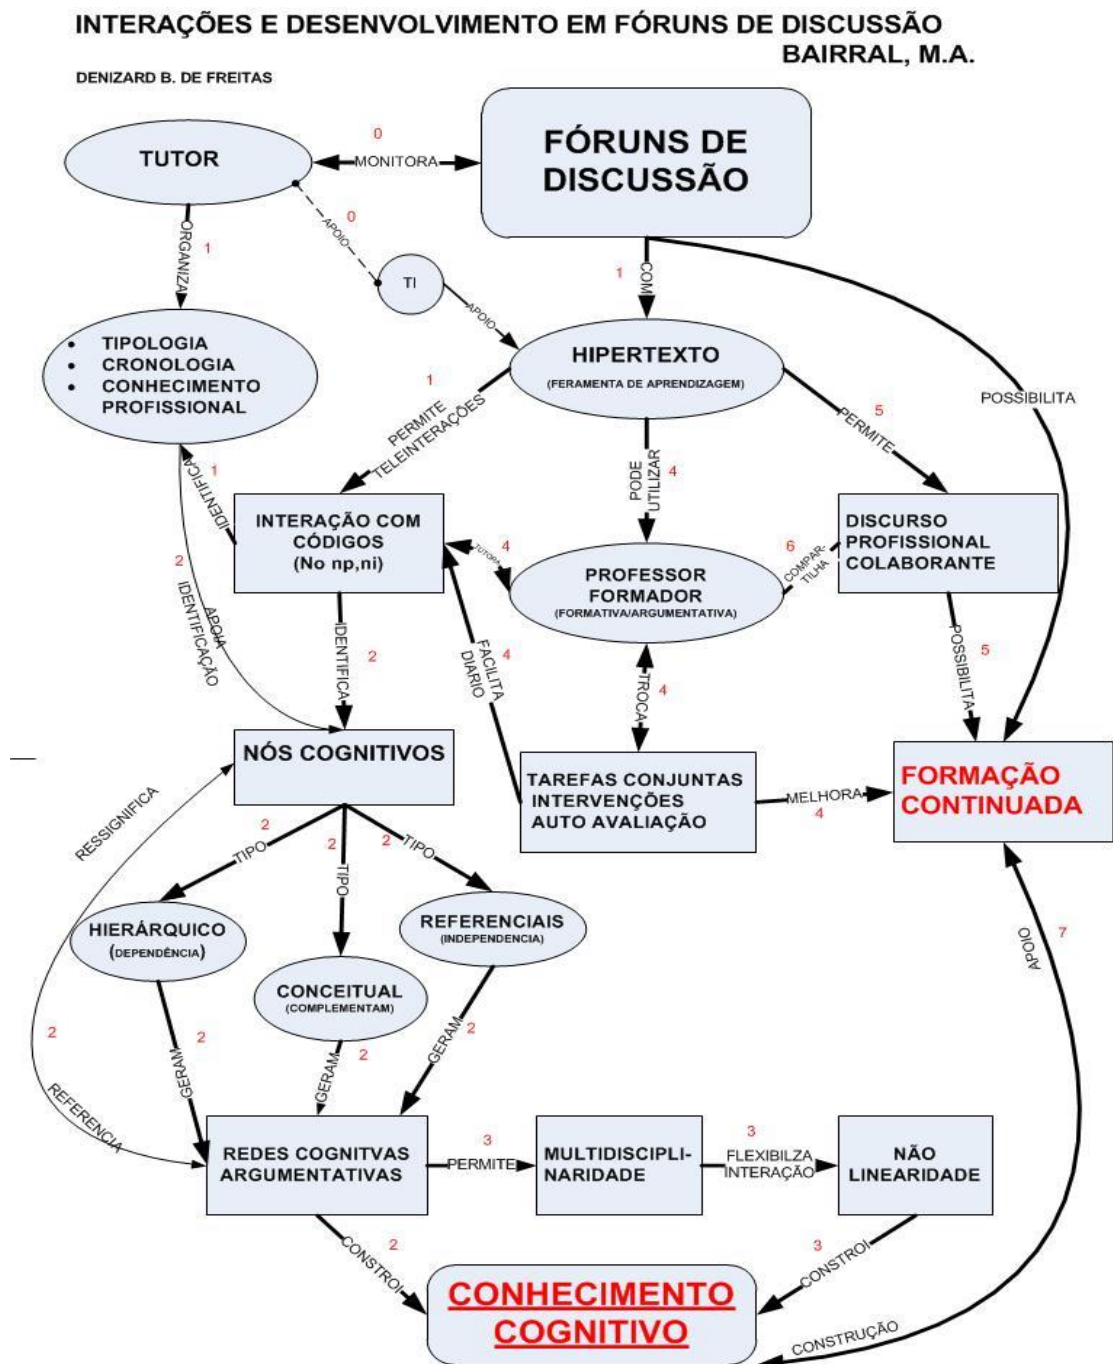 INTERAÇÕES E DESENVOLVIMENTO EM FÓRUNS DE DISCUSSÃO
BAIRRAL, M.A.
DENIZARD B. DE FREITAS
TUTOR
0
MONITORA
FÓRUNS DE
DISCUSSÃO
ORGANIZA
1
APOIO
0
TI
APOIO
1
COM
TIPOLOGIA
CRONOLOGIA
CONHECIMENTO
PROFISSIONAL
HIPERTEXTO
(FERAMENTA DE APRENDIZAGEM)
POSSIBILITA
1
PERMITE
TELEINTERAÇÕES
PODE
UTILIZAR
4
5
PERMITE
IDENTIFICA
1
INTERAÇÃO COM
CÓDIGOS
(No np,ni)
4
TUTORA
PROFESSOR
FORMADOR
(FORMATIVA/ARGUMENTATIVA)
6
COMPAR-
TILHA
DISCURSO
PROFISSIONAL
COLABORANTE
2
APOIA
IDENTIFICAÇÃO
IDENTIFICA
2
FACILITA
DIARIO
4
TROCA
4
POSSIBILITA
5
NÓS COGNITIVOS
TAREFAS CONJUNTAS
INTERVENÇÕES
AUTO AVALIAÇÃO
MELHORA
4
FORMAÇÃO
CONTINUADA
RESSIGNIFICA
2
TIPO
2
TIPO
2
TIPO
HIERÁRQUICO
(DEPENDÊNCIA)
CONCEITUAL
(COMPLEMENTAM)
REFERENCIAIS
(INDEPENDENCIA)
APOIO
7
2
REFERENCIA
GERAM
2
GERAM
2
GERAM
2
REDES COGNITVAS
ARGUMENTATIVAS
3
PERMITE
MULTIDISCIPLI-
NARIDADE
3
FLEXIBILZA
INTERAÇÃO
NÃO
LINEARIDADE
CONSTROI
2
3
CONSTROI
CONHECIMENTO
COGNITIVO
CONSTRUÇÃO